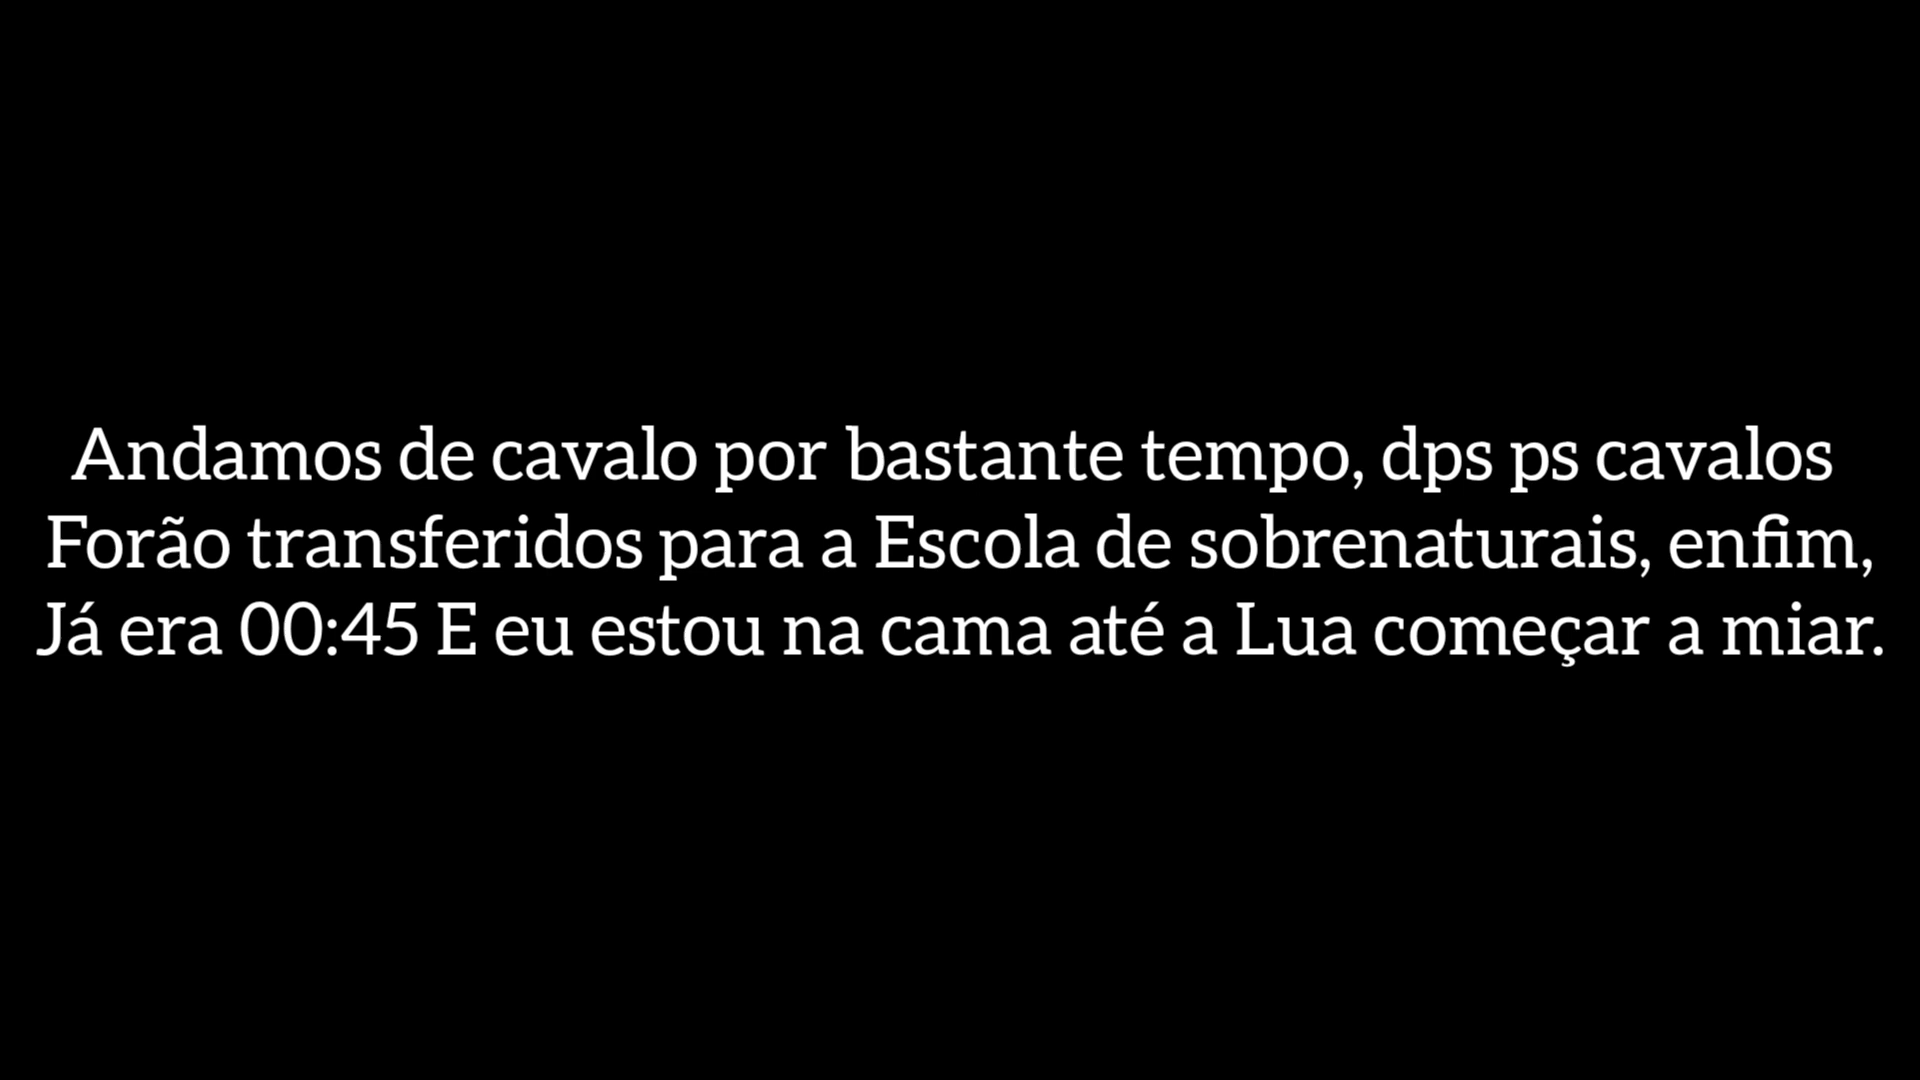 Andamos de cavalo por bastante tempo, dps ps cavalos
Forão transferidos para a Escola de sobrenaturais, enfim,
Já era 00:45 E eu estou na cama até a Lua começar a miar.